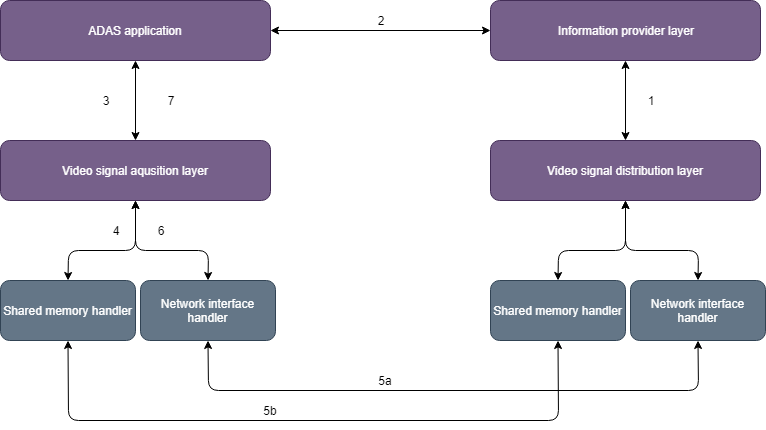 ADAS application
2
Information provider layer
3
7
1
Video signal aqusition layer
Video signal distribution layer
4
6
Shared memory handler
Network interface
handler
Shared memory handler
Network interface
handler
5a
5b